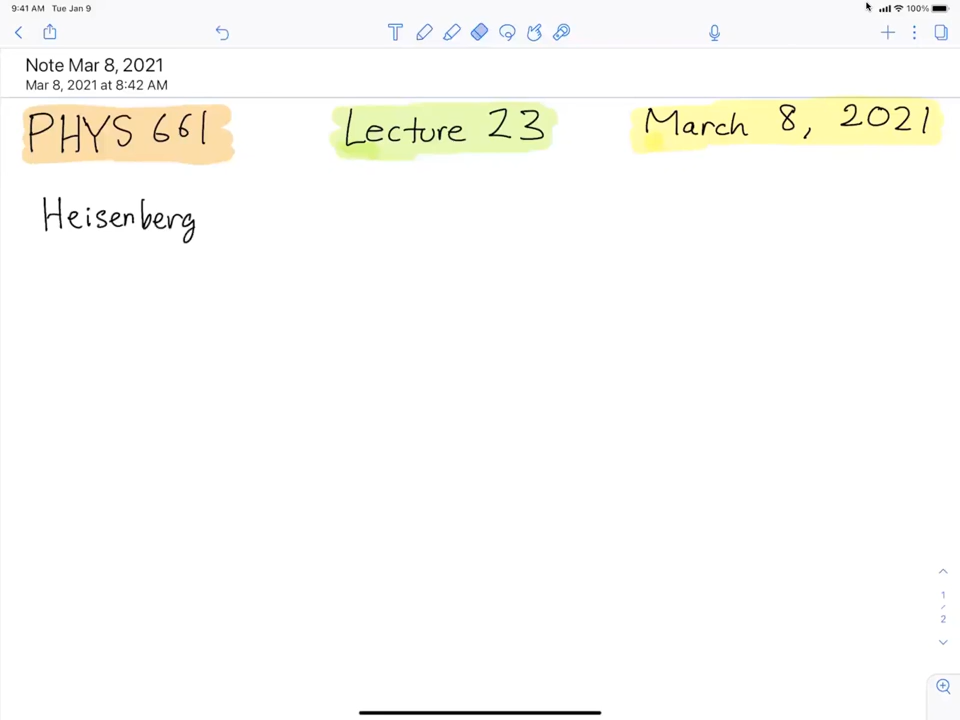 9:41 AM Tue Jan 9 100%
Note Mar 8, 2021
Mar 8, 2021 at 8:42 AM
PHYS 661 Lecture 23 March 8, 2021
Heisenberg
1
/
2